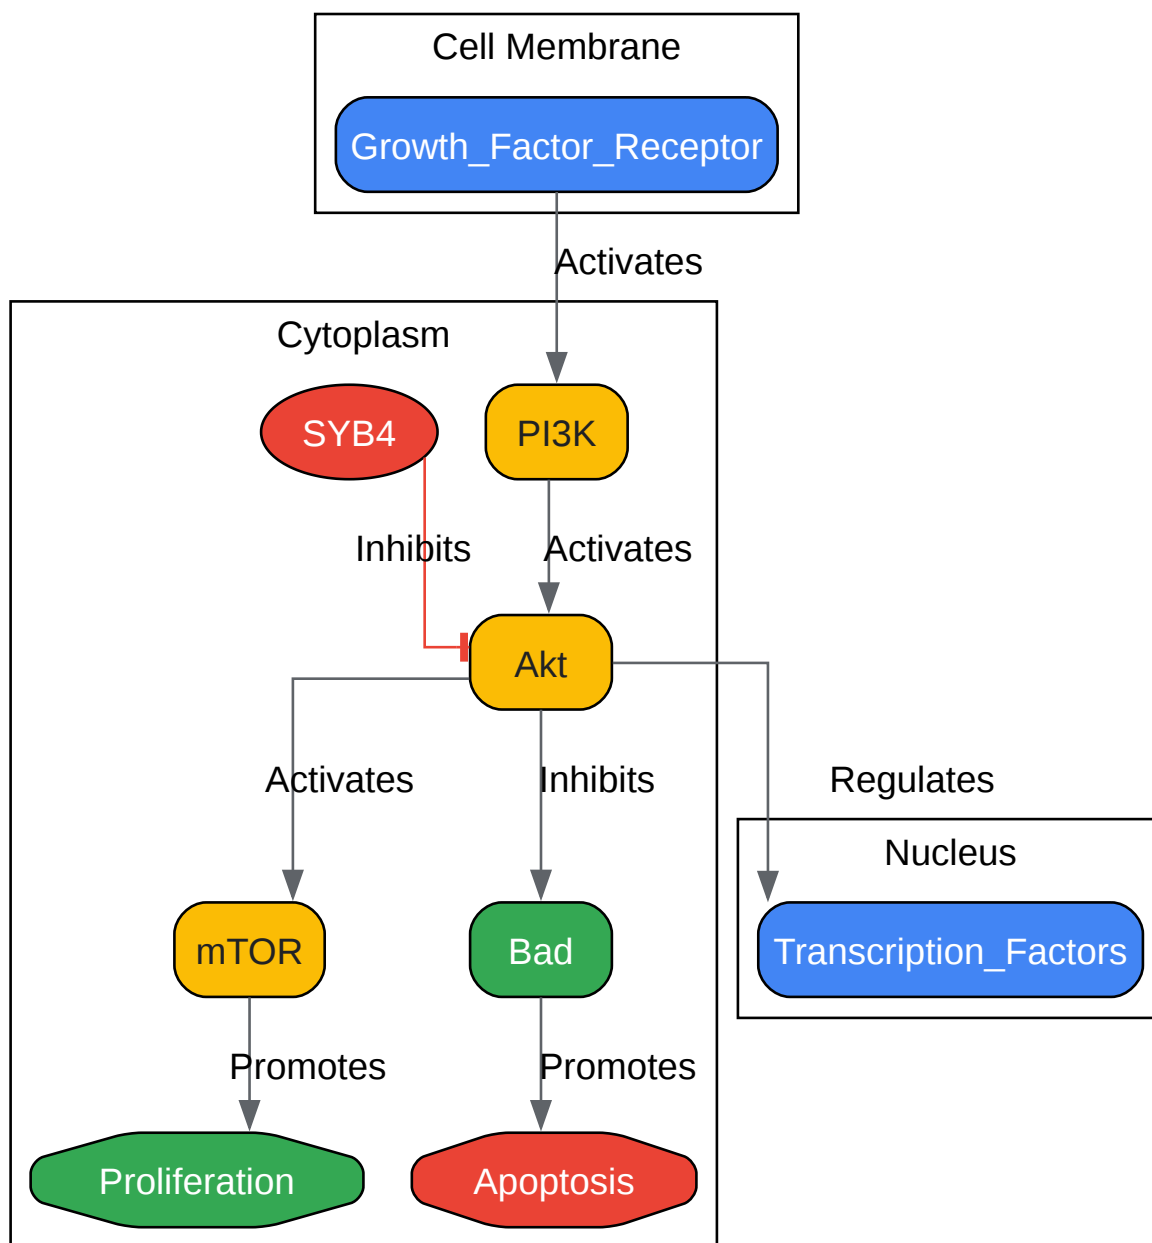 Cell Membrane
Growth_Factor_Receptor
Activates
Cytoplasm
SYB4
PI3K
Inhibits
Activates
Akt
Activates
Inhibits
Regulates
Nucleus
mTOR
Bad
Transcription_Factors
Promotes
Promotes
Proliferation
Apoptosis